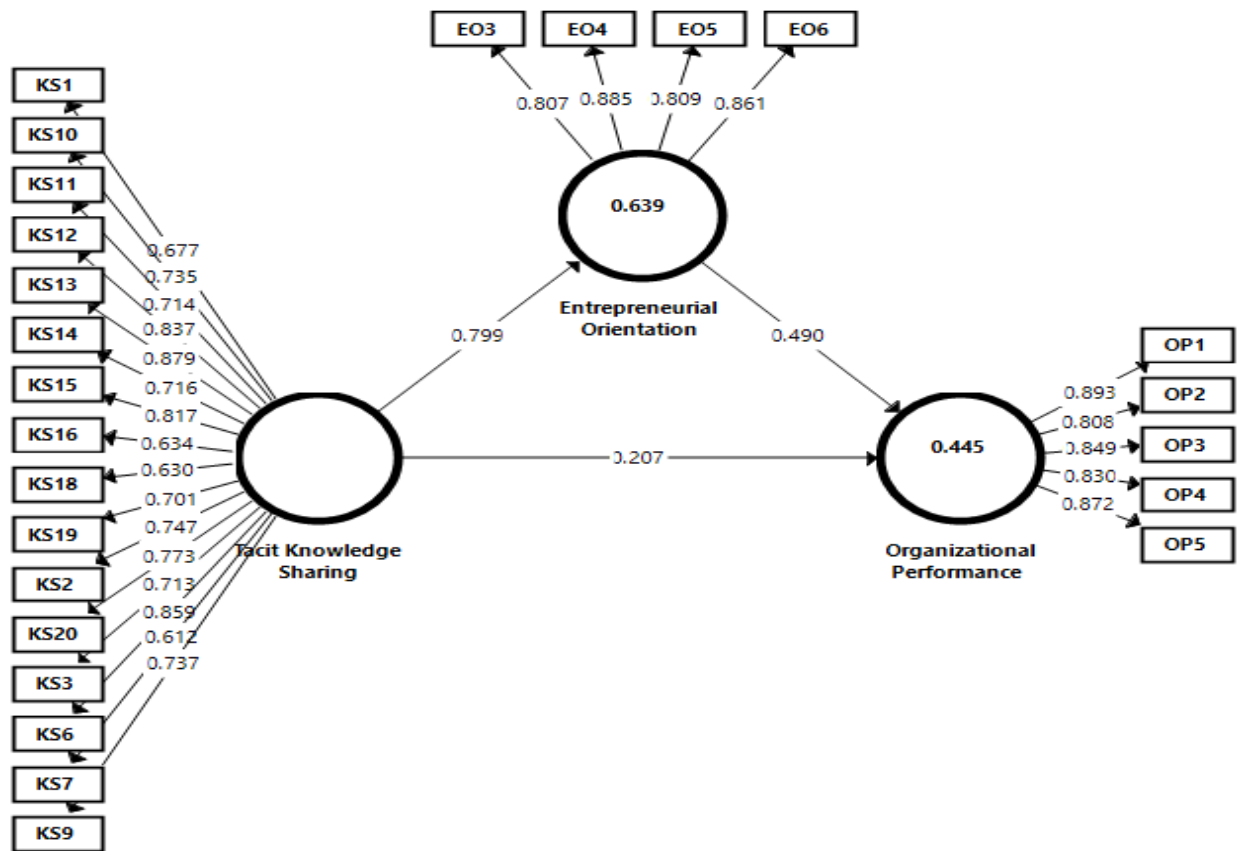 EO3 EO4 EO5 EO6
0.807 0.885 0.809 0.861
KS1
KS10
KS11
KS12
KS13
KS14
KS15
KS16
KS18
KS19
KS2
KS20
KS3
KS6
KS7
KS9
0.677
0.735
0.714
0.837
0.879
0.716
0.817
0.634
0.630
0.701
0.747
0.773
0.713
0.859
0.612
0.737
0.639
Entrepreneurial
Orientation
0.799
0.490
0.207
Tacit Knowledge
Sharing
0.445
Organizational
Performance
0.893
0.808
0.849
0.830
0.872
OP1
OP2
OP3
OP4
OP5